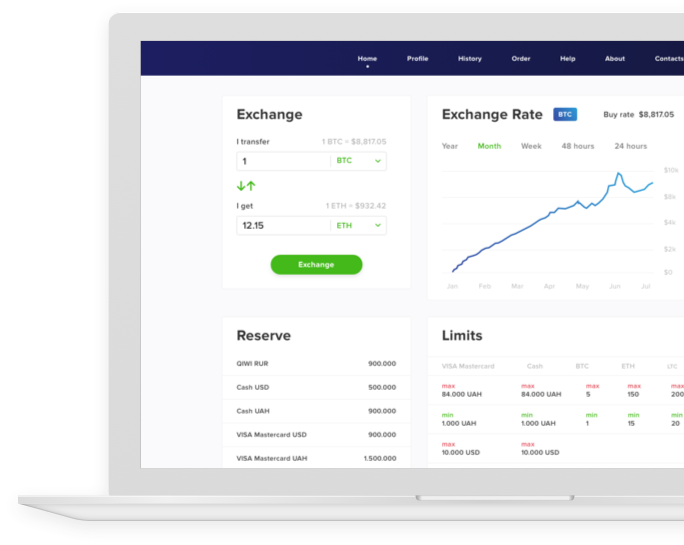 Home Profile History Order Help About Contacts
Exchange
I transfer 1 BTC = $8,817.05
1 BTC
I get 1 ETH = $932.42
12.15 ETH
Exchange
Exchange Rate BTC Buy rate $8,817.05
Year Month Week 48 hours 24 hours
$10k
$8k
$4k
$2k
$0
Jan Feb Mar Apr May Jun Jul
Reserve
QIWI RUR 900.000
Cash USD 500.000
Cash UAH 900.000
VISA Mastercard USD 900.000
VISA Mastercard UAH 1.500.000
Limits
VISA Mastercard Cash BTC ETH LTC
max max max max max
84.000 UAH 84.000 UAH 5 150 200
min min min min min
1.000 UAH 1.000 UAH 1 15 20
max max
10.000 USD 10.000 USD